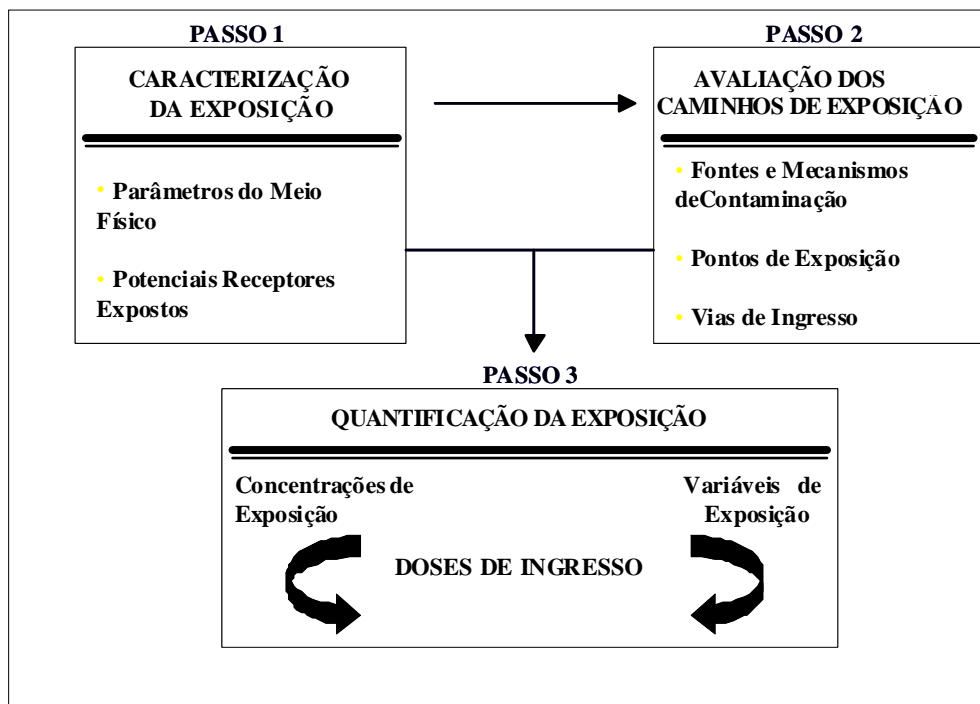 PASSO 1
CARACTERIZAÇÃO
DA EXPOSIÇÃO
• Parâmetros do Meio
Físico
• Potenciais Receptores
Expostos
PASSO 2
AVALIAÇÃO DOS
CAMINHOS DE EXPOSIÇÃO
• Fontes e Mecanismos
deContaminação
• Pontos de Exposição
• Vias de Ingresso
PASSO 3
QUANTIFICAÇÃO DA EXPOSIÇÃO
Concentrações de
Exposição
Variáveis de
Exposição
DOSES DE INGRESSO